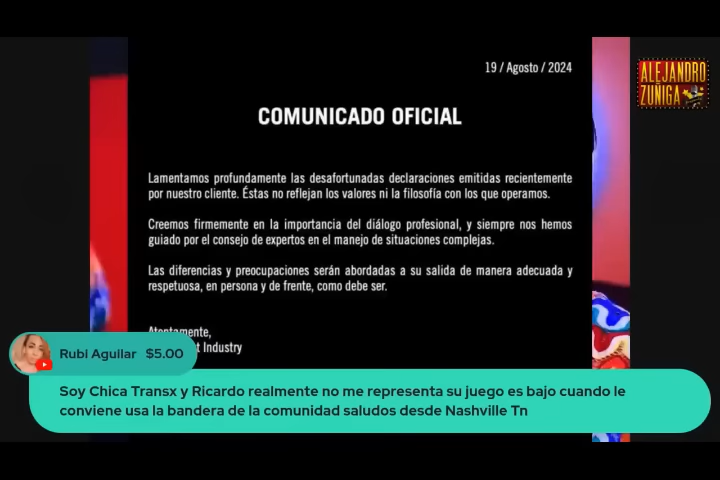 19 / Agosto / 2024
ALEJANDRO
ZUÑIGA
COMUNICADO OFICIAL
Lamentamos profundamente las desafortunadas declaraciones emitidas recientemente
por nuestro cliente. Éstas no reflejan los valores ni la filosofía con los que operamos.
Creemos firmemente en la importancia del diálogo profesional, y siempre nos hemos
guiado por el consejo de expertos en el manejo de situaciones complejas.
Las diferencias y preocupaciones serán abordadas a su salida de manera adecuada y
respetuosa, en persona y de frente, como debe ser.
Atentamente,
Industry
Rubi Aguilar $5.00
Soy Chica Transx y Ricardo realmente no me representa su juego es bajo cuando le
conviene usa la bandera de la comunidad saludos desde Nashville Tn